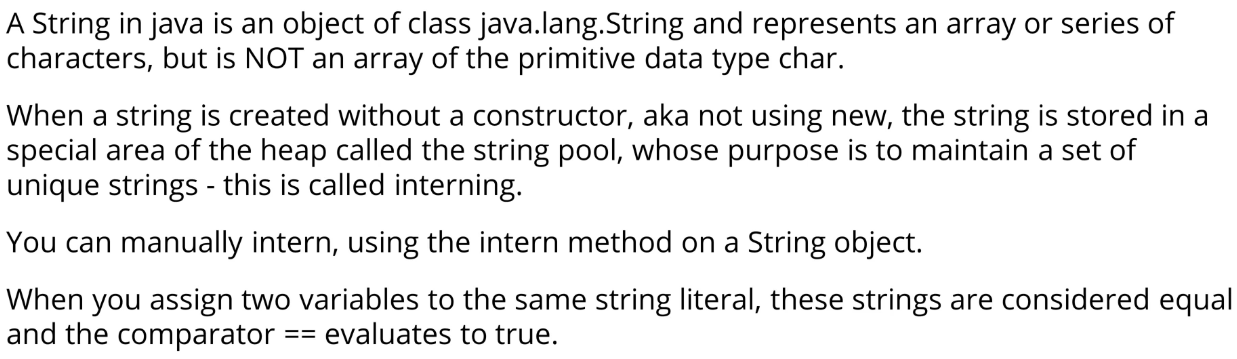 A String in java is an object of class java.lang.String and represents an array or series of
characters, but is NOT an array of the primitive data type char.
When a string is created without a constructor, aka not using new, the string is stored in a
special area of the heap called the string pool, whose purpose is to maintain a set of
unique strings - this is called interning.
You can manually intern, using the intern method on a String object.
When you assign two variables to the same string literal, these strings are considered equal
and the comparator == evaluates to true.